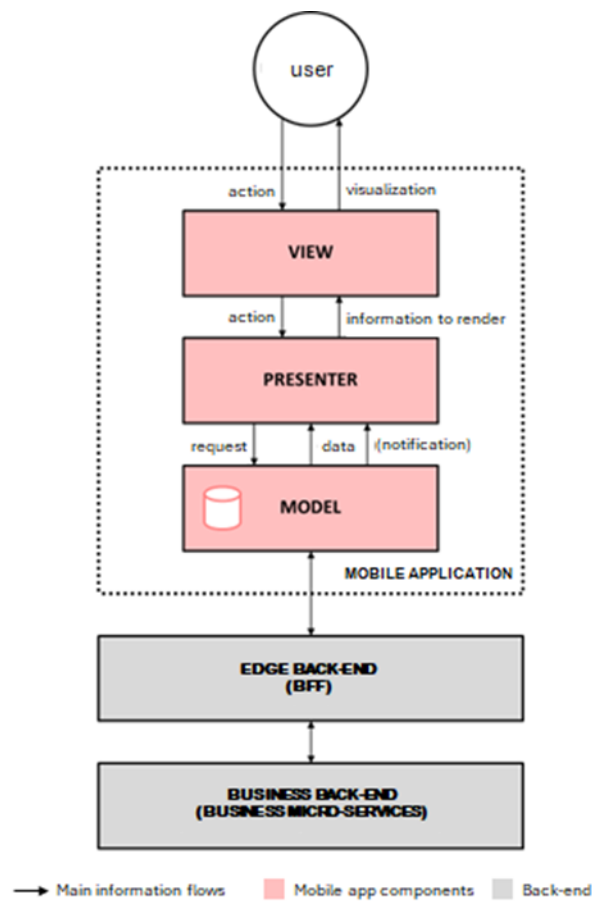 user
action
visualization
VIEW
action
information to render
PRESENTER
request
data
(notification)
MODEL
MOBILE APPLICATION
EDGE BACK-END
(BFF)
BUSINESS BACK-END
(BUSINESS MICRO-SERVICES)
Main information flows
Mobile app components
Back-end